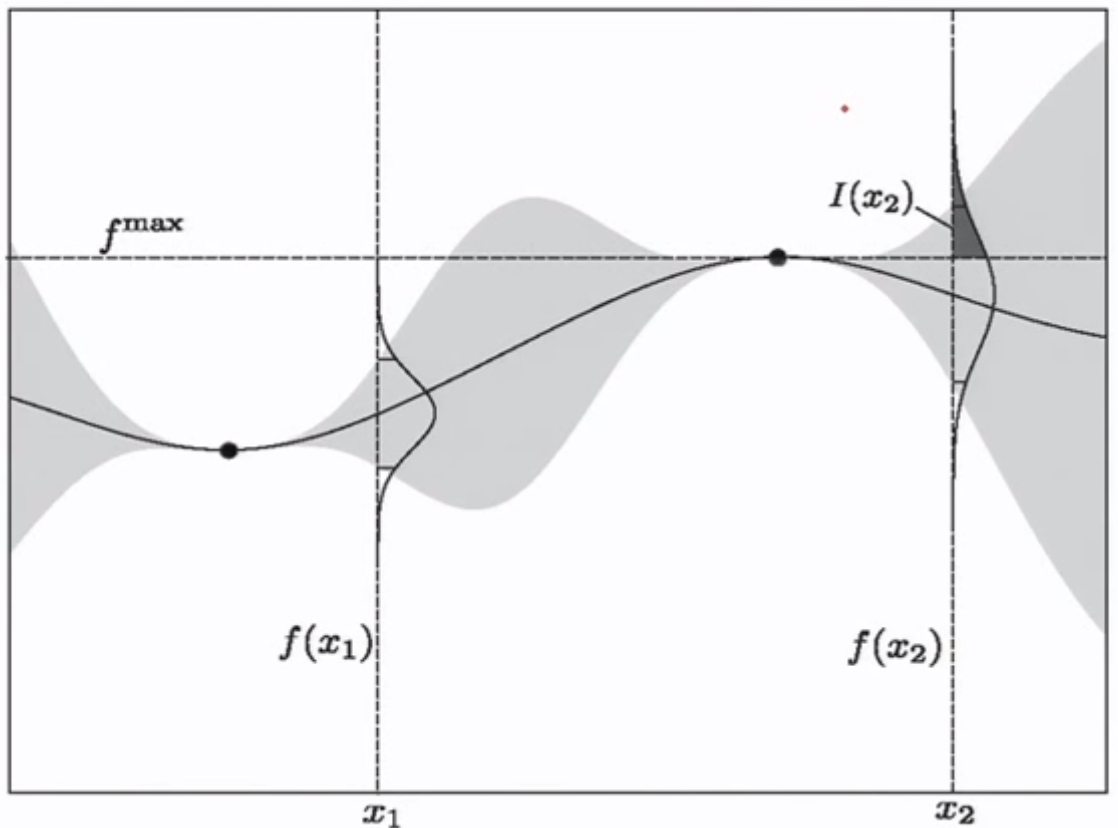 f^max
I(x₂)
f(x₁)
f(x₂)
x₁
x₂